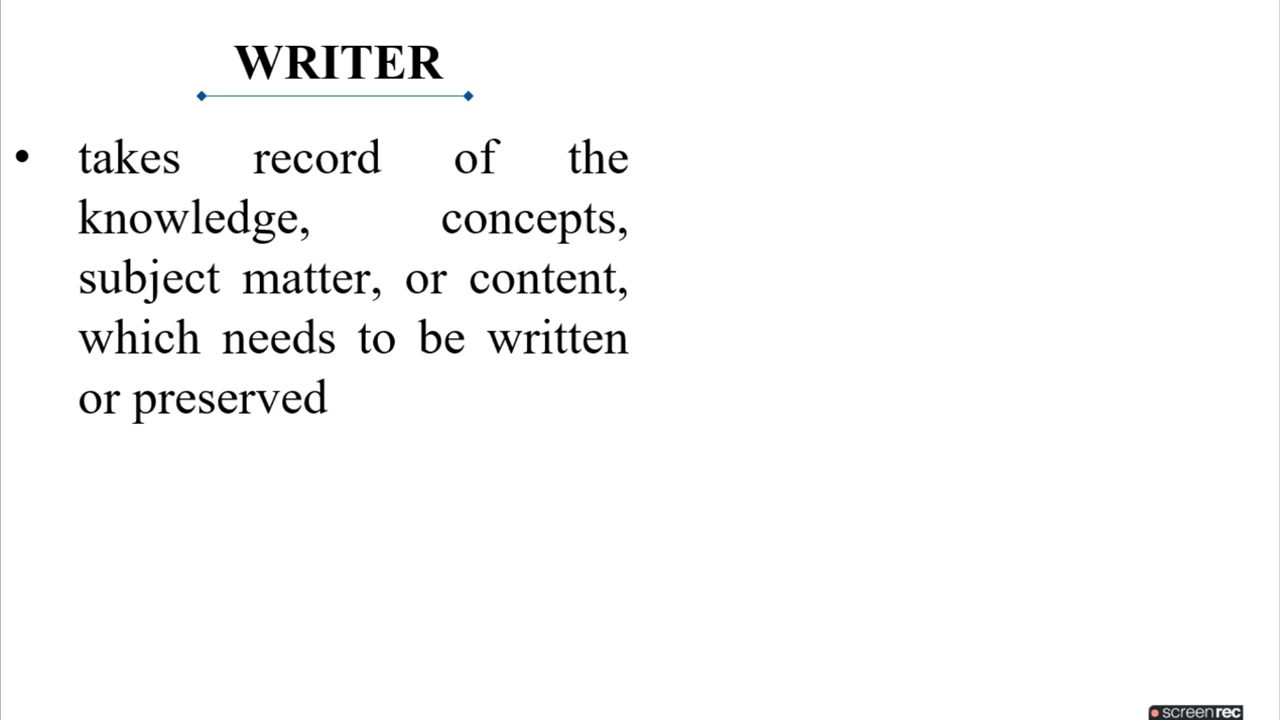 WRITER
• takes record of the
knowledge, concepts,
subject matter, or content,
which needs to be written
or preserved
screenrec